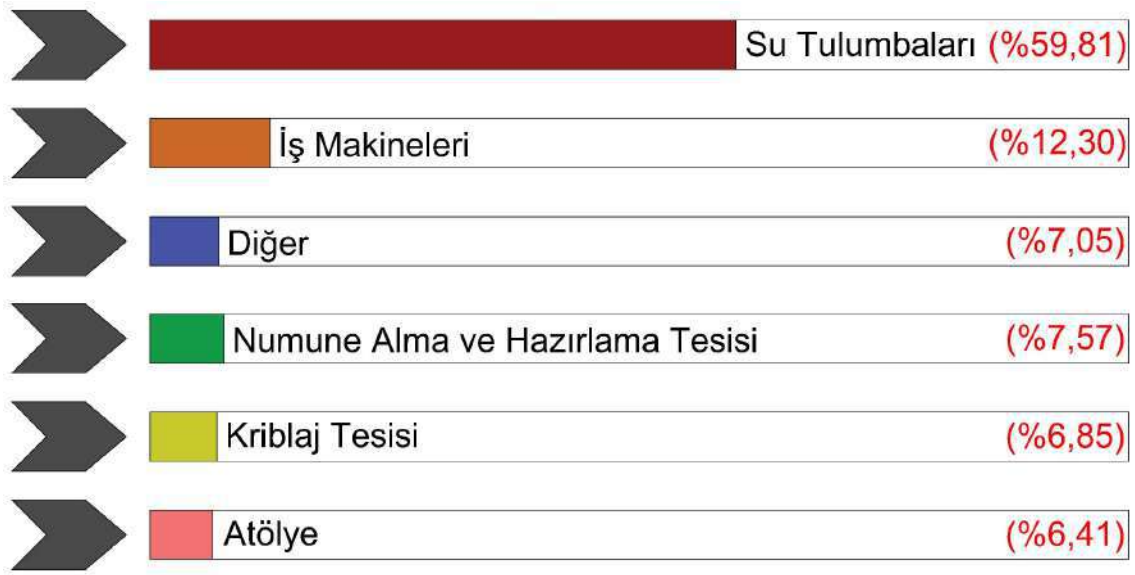 Su Tulumbaları (%59,81)
İş Makineleri (%12,30)
Diğer (%7,05)
Numune Alma ve Hazırlama Tesisi (%7,57)
Kriblaj Tesisi (%6,85)
Atölye (%6,41)